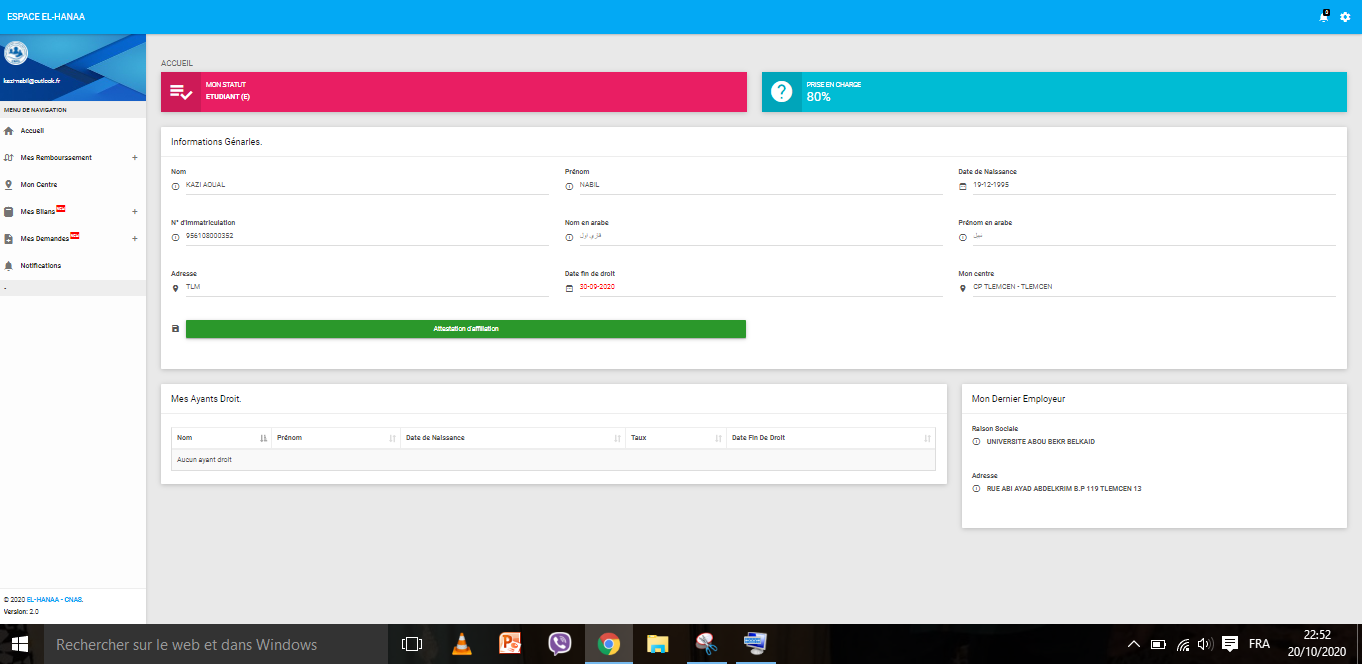 ESPACE EL-HANAA
0
kazi-nabil@outlook.fr
MENU DE NAVIGATION
Accueil
Mes Rembourssement +
Mon Centre
Mes Bilans NEW +
Mes Demandes NEW +
Notifications
.
© 2020 EL-HANAA - CNAS.
Version: 2.0
ACCUEIL
MON STATUT
ETUDIANT (E)
PRISE EN CHARGE
80%
Informations Génarles.
Nom Prénom Date de Naissance
KAZI AOUAL NABIL 19-12-1995
N° d'immatriculation Nom en arabe Prénom en arabe
956108000352 قازي اول نبيل
Adresse Date fin de droit Mon centre
TLM 30-09-2020 CP TLEMCEN - TLEMCEN
Attestation d'affiliation
Mes Ayants Droit.
Nom Prénom Date de Naissance Taux Date Fin De Droit
Aucun ayant droit
Mon Dernier Employeur
Raison Sociale
UNIVERSITE ABOU BEKR BELKAID
Adresse
RUE ABI AYAD ABDELKRIM B.P 119 TLEMCEN 13
Rechercher sur le web et dans Windows
FRA
22:52
20/10/2020